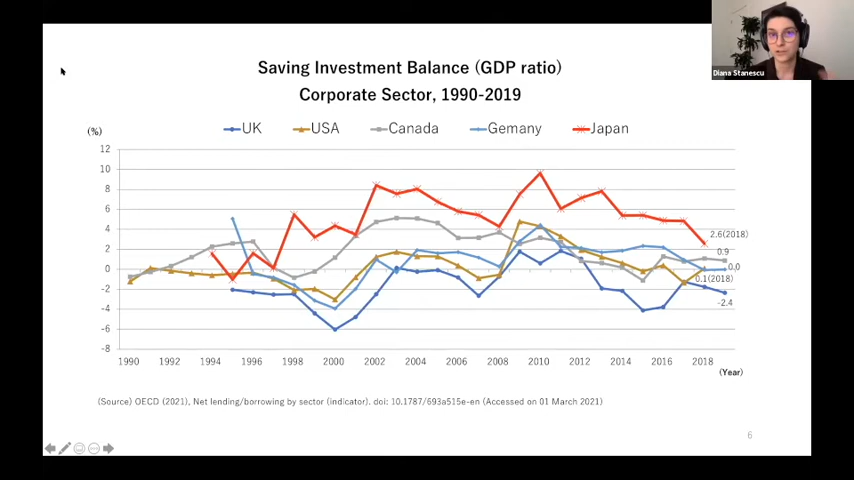 Diana Stanescu
Saving Investment Balance (GDP ratio)
Corporate Sector, 1990-2019
(%)
UK USA Canada Gemany Japan
12
10
8
6
4
2
0
-2
-4
-6
-8
2.6(2018)
0.9
0.0
0.1(2018)
-2.4
1990 1992 1994 1996 1998 2000 2002 2004 2006 2008 2010 2012 2014 2016 2018
(Year)
(Source) OECD (2021), Net lending/borrowing by sector (indicator). doi: 10.1787/693a515e-en (Accessed on 01 March 2021)
6